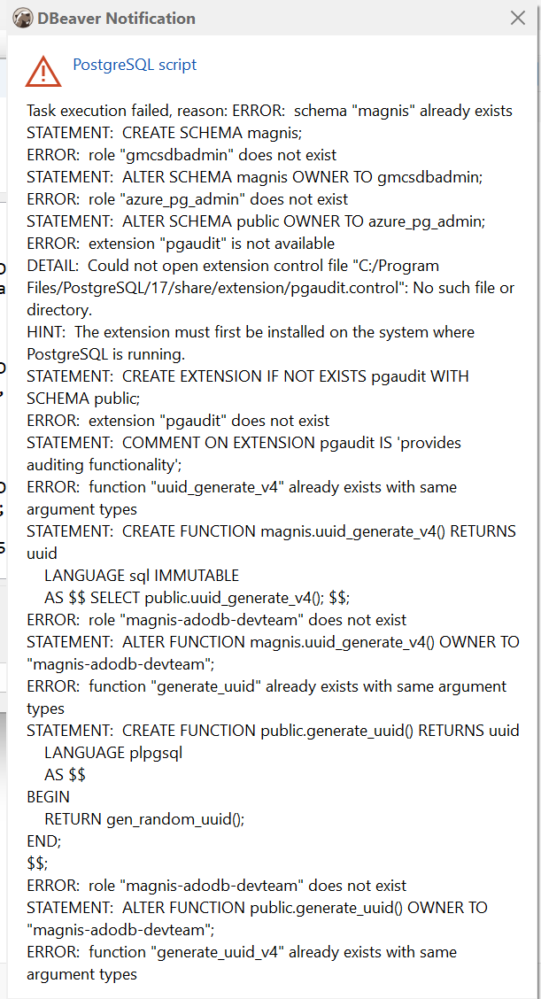 DBeaver Notification
PostgreSQL script
Task execution failed, reason: ERROR:  schema "magnis" already exists
STATEMENT:  CREATE SCHEMA magnis;
ERROR:  role "gmcsdbadmin" does not exist
STATEMENT:  ALTER SCHEMA magnis OWNER TO gmcsdbadmin;
ERROR:  role "azure_pg_admin" does not exist
STATEMENT:  ALTER SCHEMA public OWNER TO azure_pg_admin;
ERROR:  extension "pgaudit" is not available
DETAIL:  Could not open extension control file "C:/Program
Files/PostgreSQL/17/share/extension/pgaudit.control": No such file or
directory.
HINT:  The extension must first be installed on the system where
PostgreSQL is running.
STATEMENT:  CREATE EXTENSION IF NOT EXISTS pgaudit WITH
SCHEMA public;
ERROR:  extension "pgaudit" does not exist
STATEMENT:  COMMENT ON EXTENSION pgaudit IS 'provides
auditing functionality';
ERROR:  function "uuid_generate_v4" already exists with same
argument types
STATEMENT:  CREATE FUNCTION magnis.uuid_generate_v4() RETURNS
uuid
    LANGUAGE sql IMMUTABLE
    AS $$ SELECT public.uuid_generate_v4(); $$;
ERROR:  role "magnis-adodb-devteam" does not exist
STATEMENT:  ALTER FUNCTION magnis.uuid_generate_v4() OWNER TO
"magnis-adodb-devteam";
ERROR:  function "generate_uuid" already exists with same argument
types
STATEMENT:  CREATE FUNCTION public.generate_uuid() RETURNS uuid
    LANGUAGE plpgsql
    AS $$
BEGIN
    RETURN gen_random_uuid();
END;
$$;
ERROR:  role "magnis-adodb-devteam" does not exist
STATEMENT:  ALTER FUNCTION public.generate_uuid() OWNER TO
"magnis-adodb-devteam";
ERROR:  function "generate_uuid_v4" already exists with same
argument types